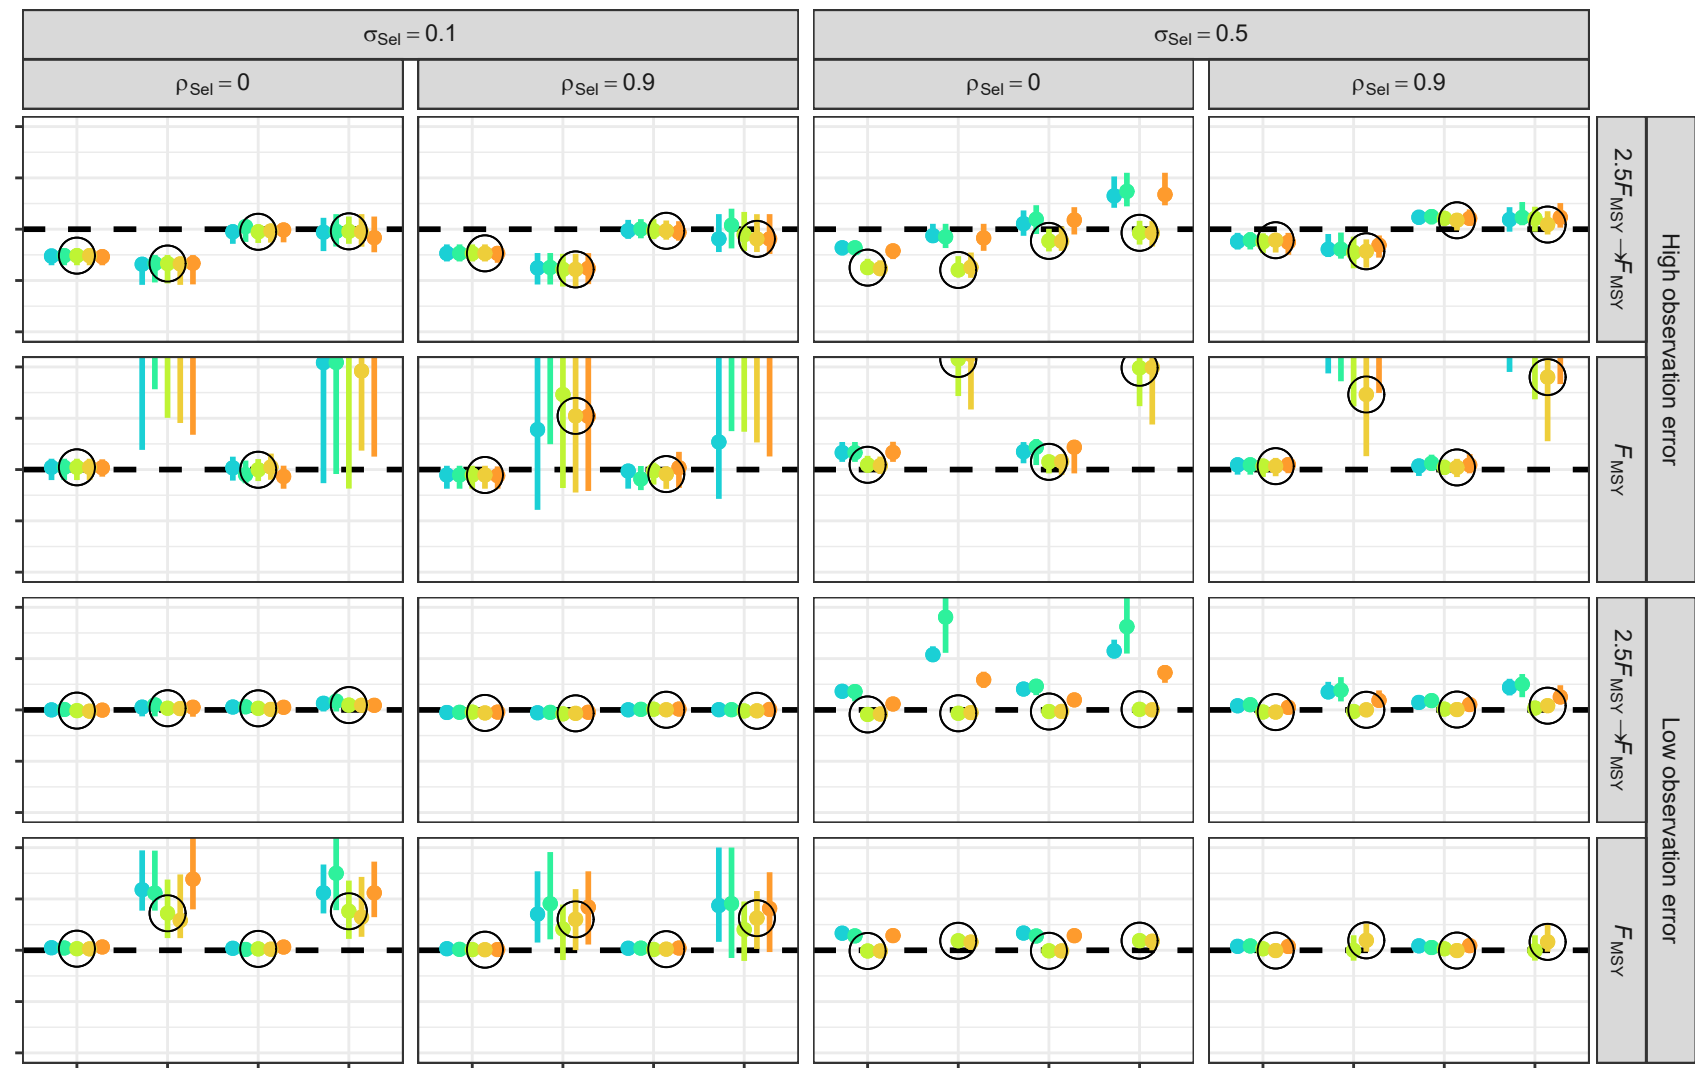 σSel = 0.1
σSel = 0.5
ρSel = 0
ρSel = 0.9
ρSel = 0
ρSel = 0.9
2.5FMSY→FMSY
High observation error
FMSY
2.5FMSY→FMSY
Low observation error
FMSY